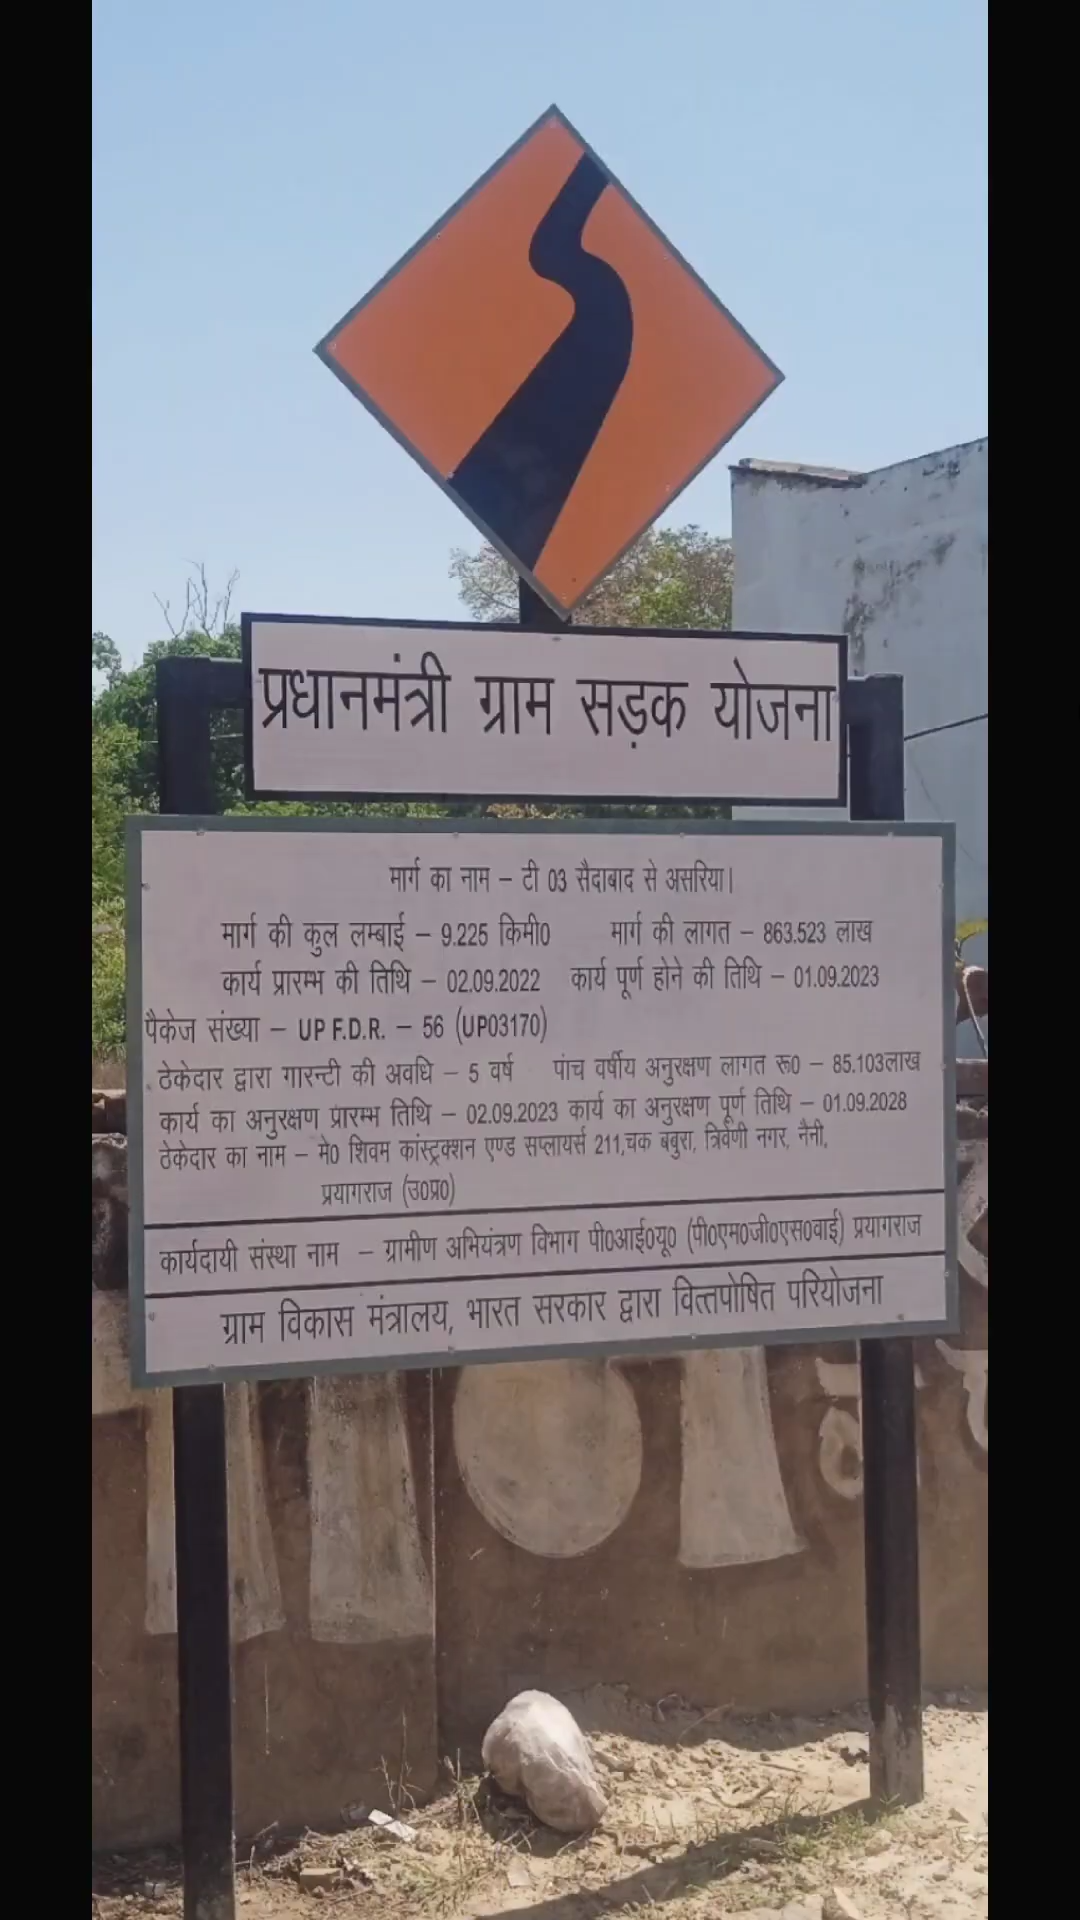 प्रधानमंत्री ग्राम सड़क योजना
मार्ग का नाम – टी 03 सैदाबाद से असरिया।
मार्ग की कुल लम्बाई – 9.225 किमी0 मार्ग की लागत – 863.523 लाख
कार्य प्रारम्भ की तिथि – 02.09.2022 कार्य पूर्ण होने की तिथि – 01.09.2023
पैकेज संख्या – UP F.D.R. – 56 (UP03170)
ठेकेदार द्वारा गारन्टी की अवधि – 5 वर्ष पांच वर्षीय अनुरक्षण लागत रू0 – 85.103लाख
कार्य का अनुरक्षण प्रारम्भ तिथि – 02.09.2023 कार्य का अनुरक्षण पूर्ण तिथि – 01.09.2028
ठेकेदार का नाम – मे0 शिवम कांस्ट्रक्शन एण्ड सप्लायर्स 211,चक बबुरा, त्रिवेणी नगर, नैनी,
प्रयागराज (उ0प्र0)
कार्यदायी संस्था नाम – ग्रामीण अभियंत्रण विभाग पी0आई0यू0 (पी0एम0जी0एस0वाई) प्रयागराज
ग्राम विकास मंत्रालय, भारत सरकार द्वारा वित्तपोषित परियोजना